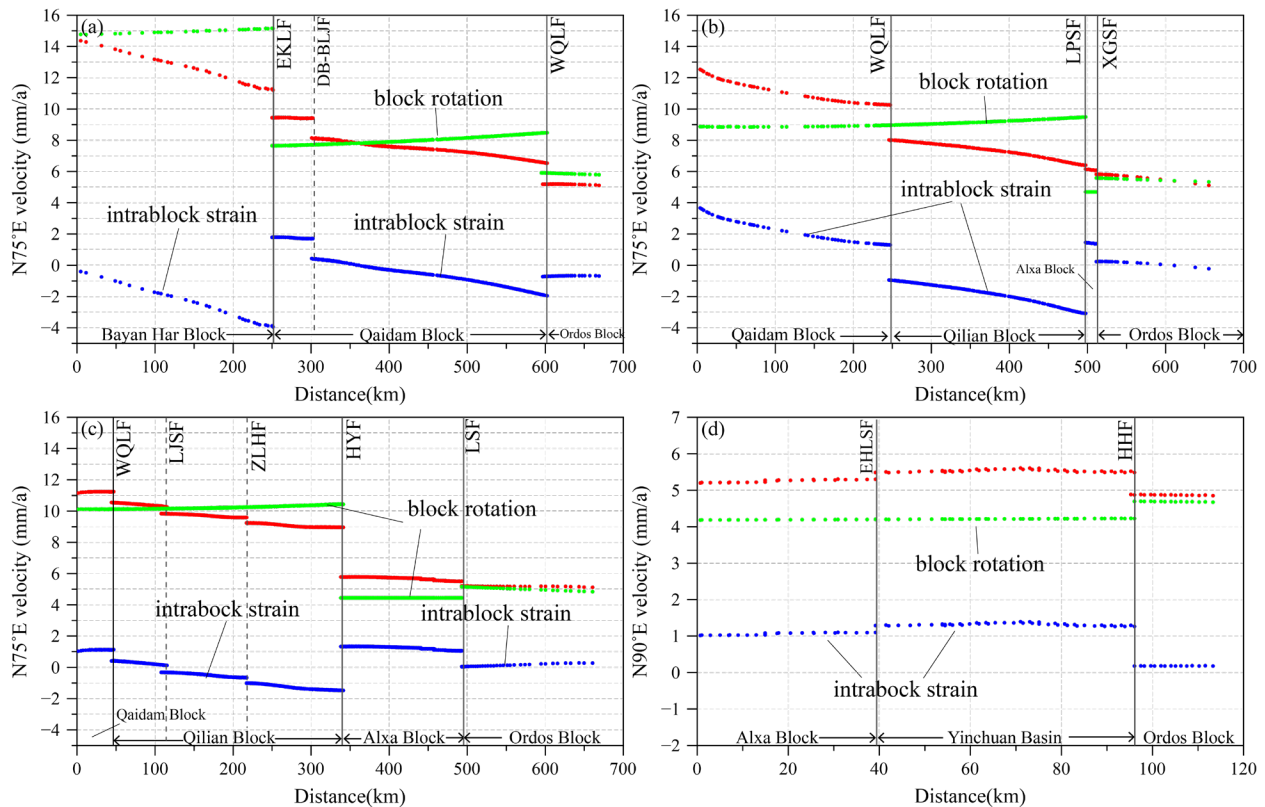 (a)
N75°E velocity (mm/a)
16
14
12
10
8
6
4
2
0
−2
−4
EKLF
DB-BLJF
WQLF
block rotation
intrablock strain
intrablock strain
Bayan Har Block
Qaidam Block
Ordos Block
0 100 200 300 400 500 600 700
Distance(km)
(b)
N75°E velocity (mm/a)
16
14
12
10
8
6
4
2
0
−2
−4
WQLF
LPSF
XGSF
block rotation
intrablock strain
Alxa Block
Qaidam Block
Qilian Block
Ordos Block
0 100 200 300 400 500 600 700
Distance(km)
(c)
N75°E velocity (mm/a)
16
14
12
10
8
6
4
2
0
−2
−4
WQLF
LJSF
ZLHF
HYF
LSF
block rotation
intrabock strain
intrablock strain
Qaidam Block
Qilian Block
Alxa Block
Ordos Block
0 100 200 300 400 500 600 700
Distance(km)
(d)
N90°E velocity (mm/a)
7
6
5
4
3
2
1
0
−1
−2
EHLSF
HHF
block rotation
intrabock strain
Alxa Block
Yinchuan Basin
Ordos Block
0 20 40 60 80 100 120
Distance(km)